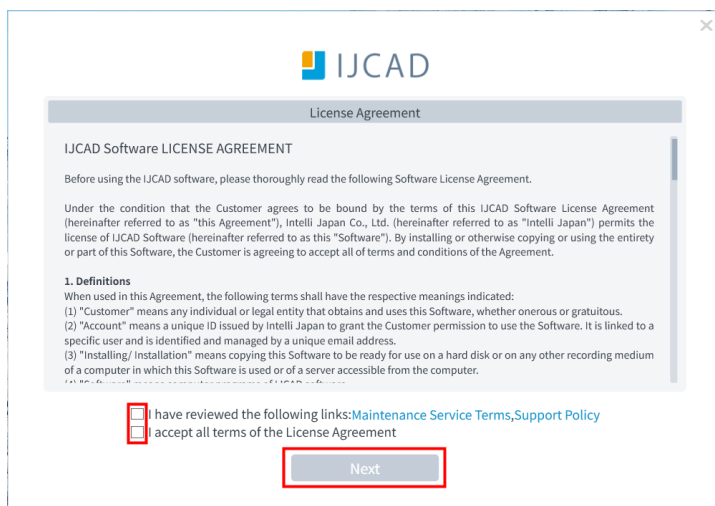 IJCAD
License Agreement
IJCAD Software LICENSE AGREEMENT
Before using the IJCAD software, please thoroughly read the following Software License Agreement.
Under the condition that the Customer agrees to be bound by the terms of this IJCAD Software License Agreement
(hereinafter referred to as "this Agreement"), Intelli Japan Co., Ltd. (hereinafter referred to as "Intelli Japan") permits the
license of IJCAD Software (hereinafter referred to as this "Software"). By installing or otherwise copying or using the entirety
or part of this Software, the Customer is agreeing to accept all of terms and conditions of the Agreement.
1. Definitions
When used in this Agreement, the following terms shall have the respective meanings indicated:
(1) "Customer" means any individual or legal entity that obtains and uses this Software, whether onerous or gratuitous.
(2) "Account" means a unique ID issued by Intelli Japan to grant the Customer permission to use the Software. It is linked to a
specific user and is identified and managed by a unique email address.
(3) "Installing/ Installation" means copying this Software to be ready for use on a hard disk or on any other recording medium
of a computer in which this Software is used or of a server accessible from the computer.
(4) "Software" means computer programs of IJCAD software
I have reviewed the following links:Maintenance Service Terms,Support Policy
I accept all terms of the License Agreement
Next